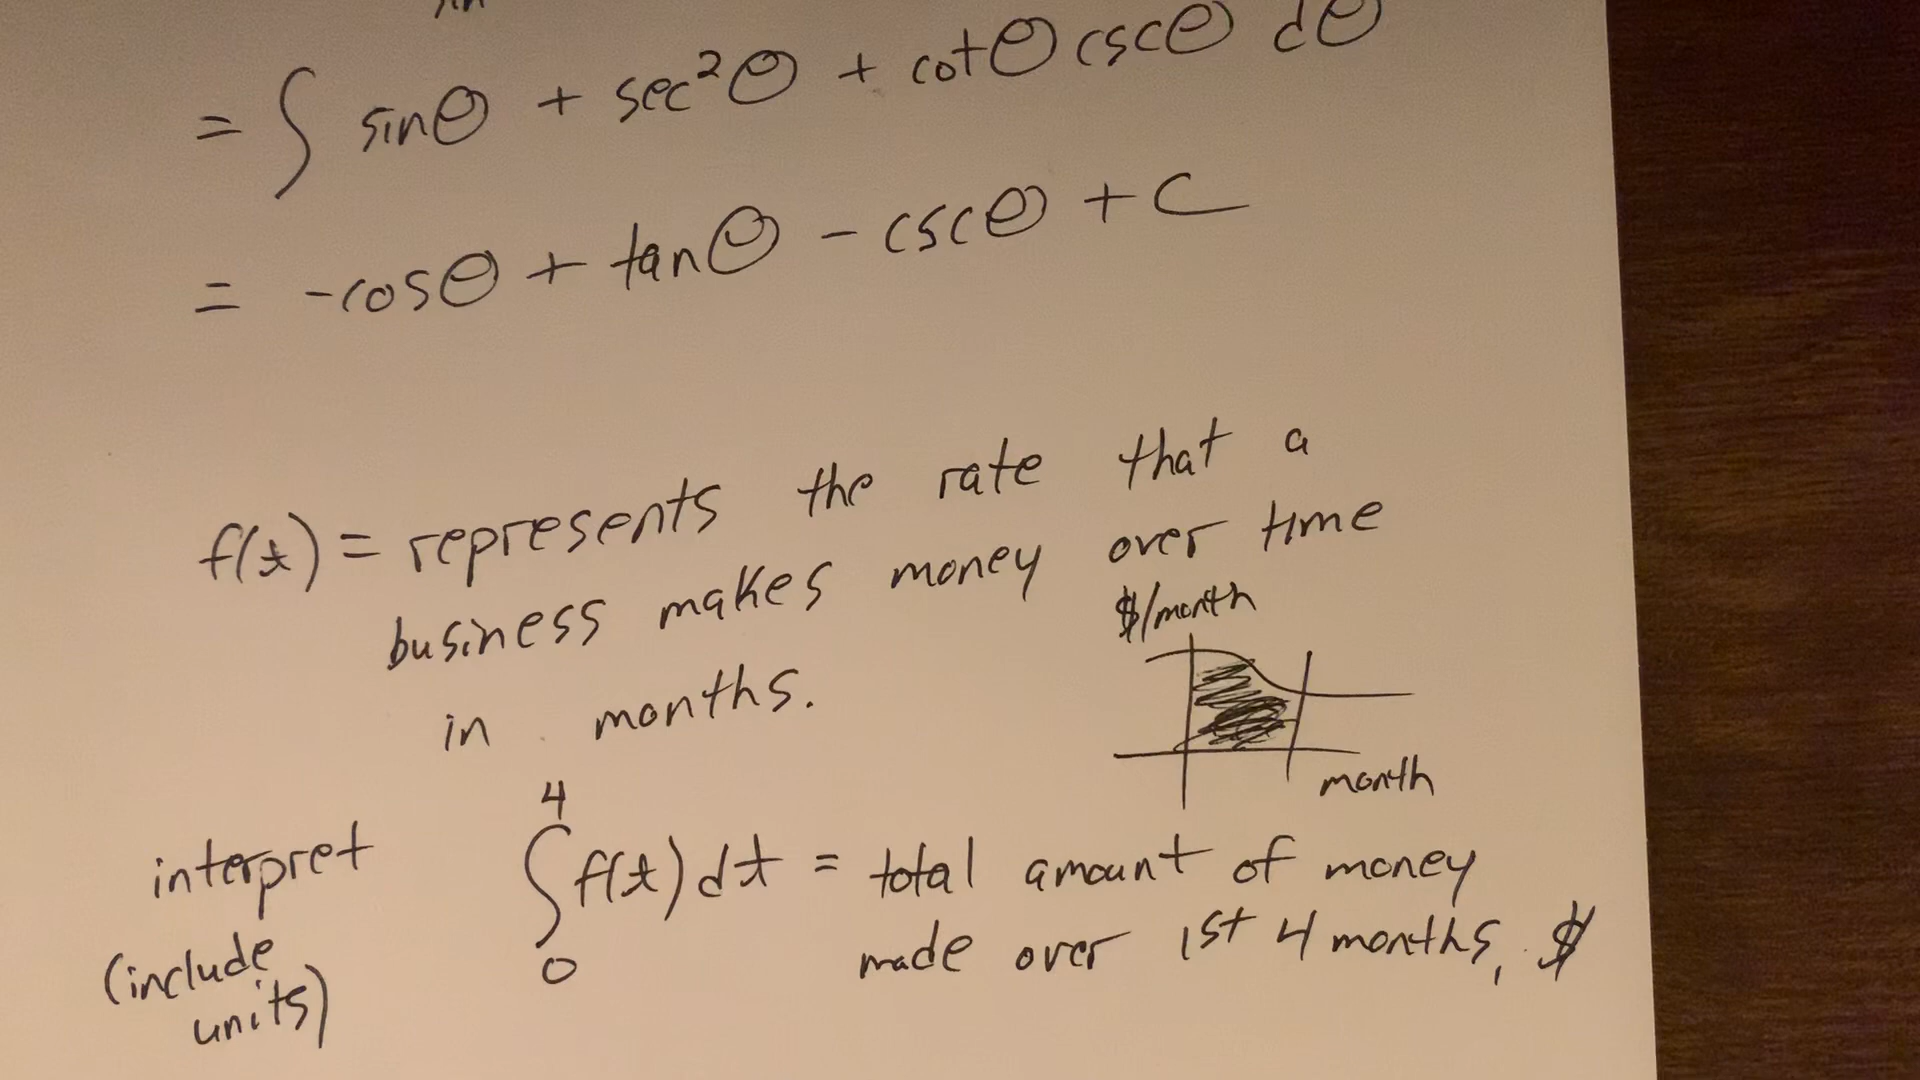 = ∫ sinθ + sec²θ + cotθ cscθ dθ
= -cosθ + tanθ - cscθ + C
f(t) = represents the rate that a
business makes money over time
in months.
$/month
month
interpret
(include
units)
4
∫ f(t) dt = total amount of money
0
made over 1st 4 months, $